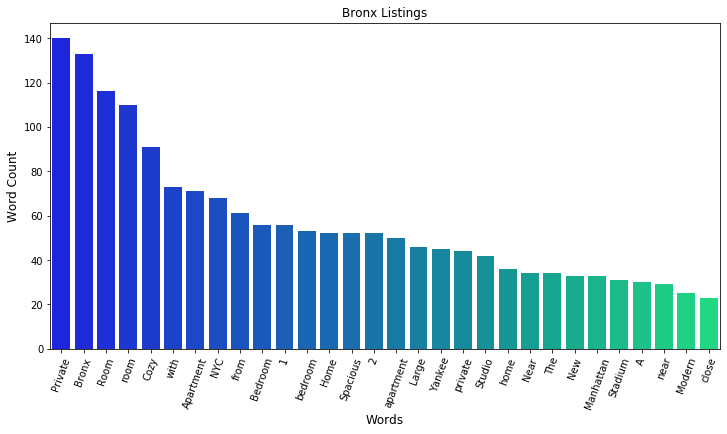 Bronx Listings
Word Count
140
120
100
80
60
40
20
0
Private
Bronx
Room
room
Cozy
with
Apartment
NYC
from
Bedroom
1
bedroom
Home
Spacious
2
apartment
Large
Yankee
private
Studio
home
Near
The
New
Manhattan
Stadium
A
near
Modern
close
Words